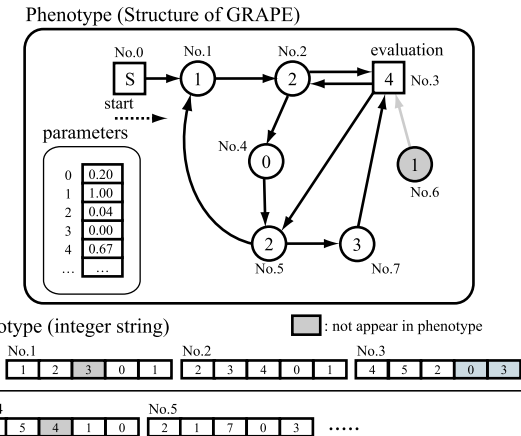 Phenotype (Structure of GRAPE)
No.0
No.1
No.2
evaluation
S
1
2
4
No.3
start
parameters
No.4
0
1
No.6
0 0.20
1 1.00
2 0.04
3 0.00
4 0.67
... ...
2
3
No.5
No.7
otype (integer string)
: not appear in phenotype
No.1
No.2
No.3
1 2 3 0 1
2 3 4 0 1
4 5 2 0 3
4
No.5
5 4 1 0
2 1 7 0 3
.....